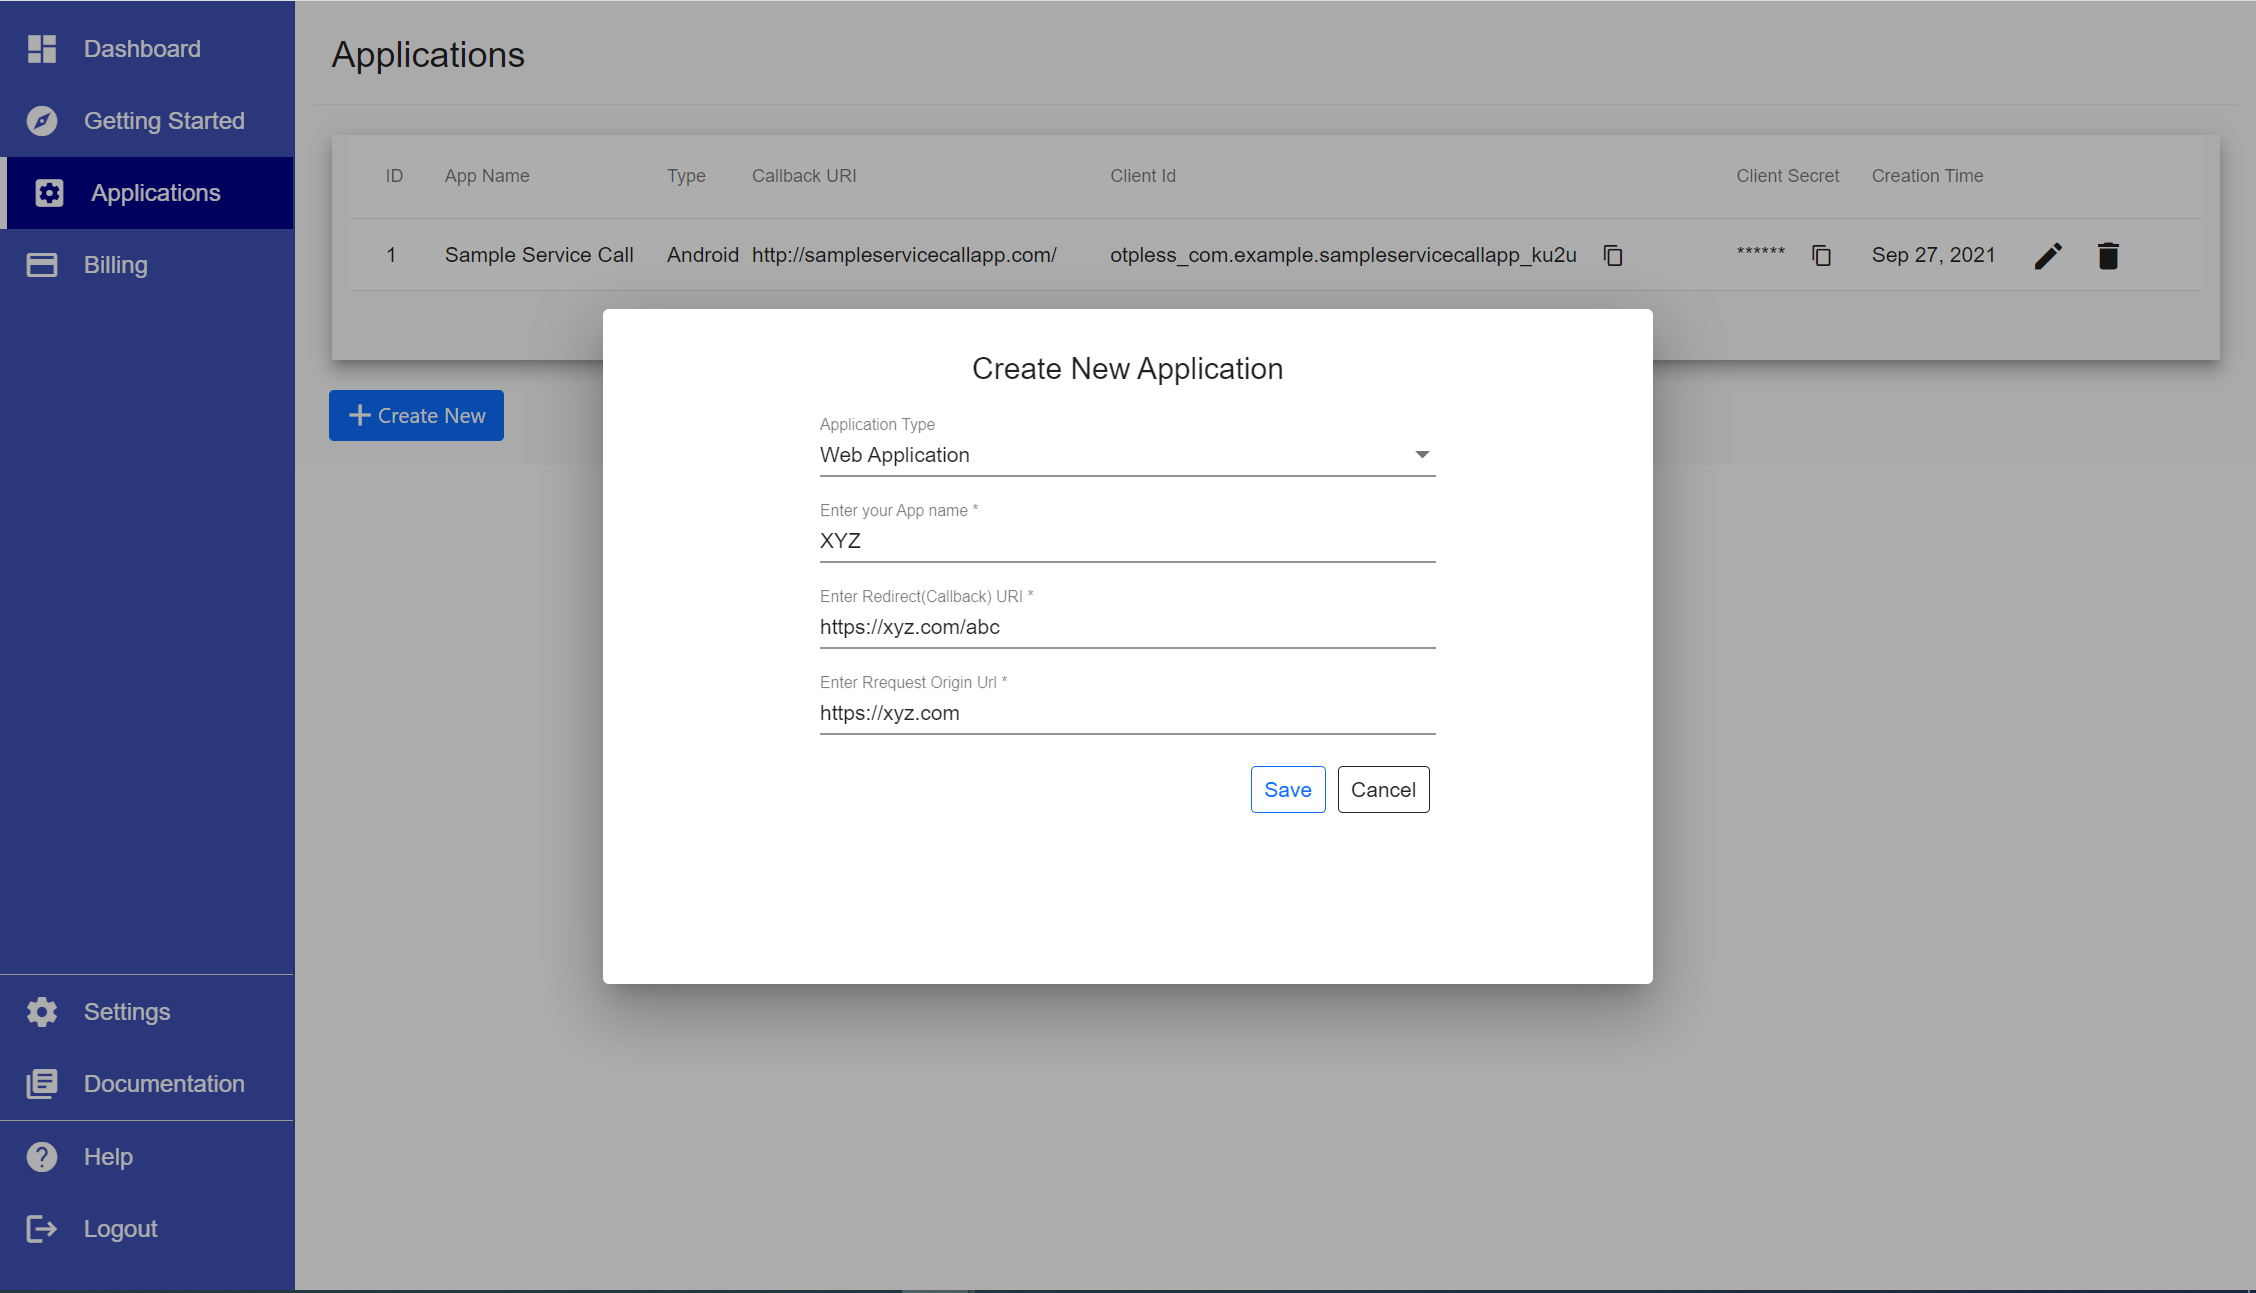 Dashboard
Getting Started
Applications
Billing
Settings
Documentation
Help
Logout
Applications
ID App Name Type Callback URI Client Id Client Secret Creation Time
1 Sample Service Call Android http://sampleservicecallapp.com/ otpless_com.example.sampleservicecallapp_ku2u ****** Sep 27, 2021
Create New
Create New Application
Application Type
Web Application
Enter your App name *
XYZ
Enter Redirect(Callback) URI *
https://xyz.com/abc
Enter Rrequest Origin Url *
https://xyz.com
Save Cancel